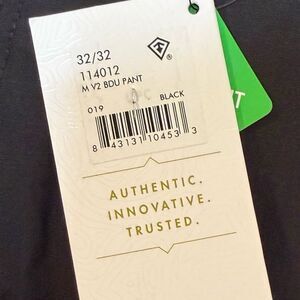 32/32
114012
M V2 BDU PANT
019 BLACK
8 43131 10453 3
AUTHENTIC.
INNOVATIVE.
TRUSTED.